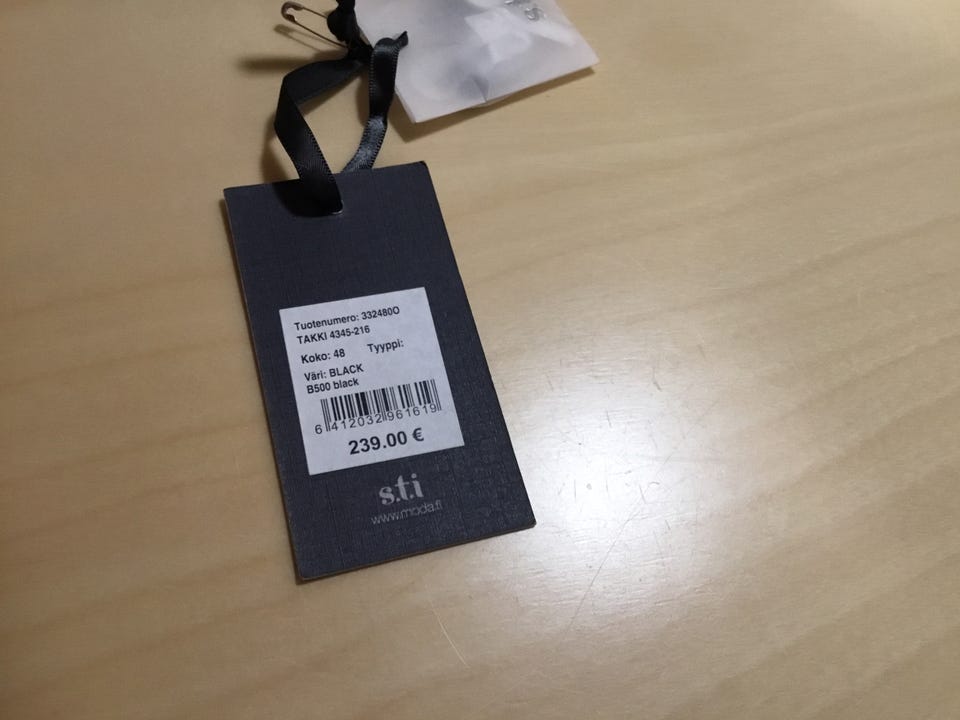 Tuotenumero: 332480O
TAKKI 4345-216
Koko: 48 Tyyppi:
Väri: BLACK
B500 black
6 412032 961619
239.00 €
s.t.i
www.moda.fi